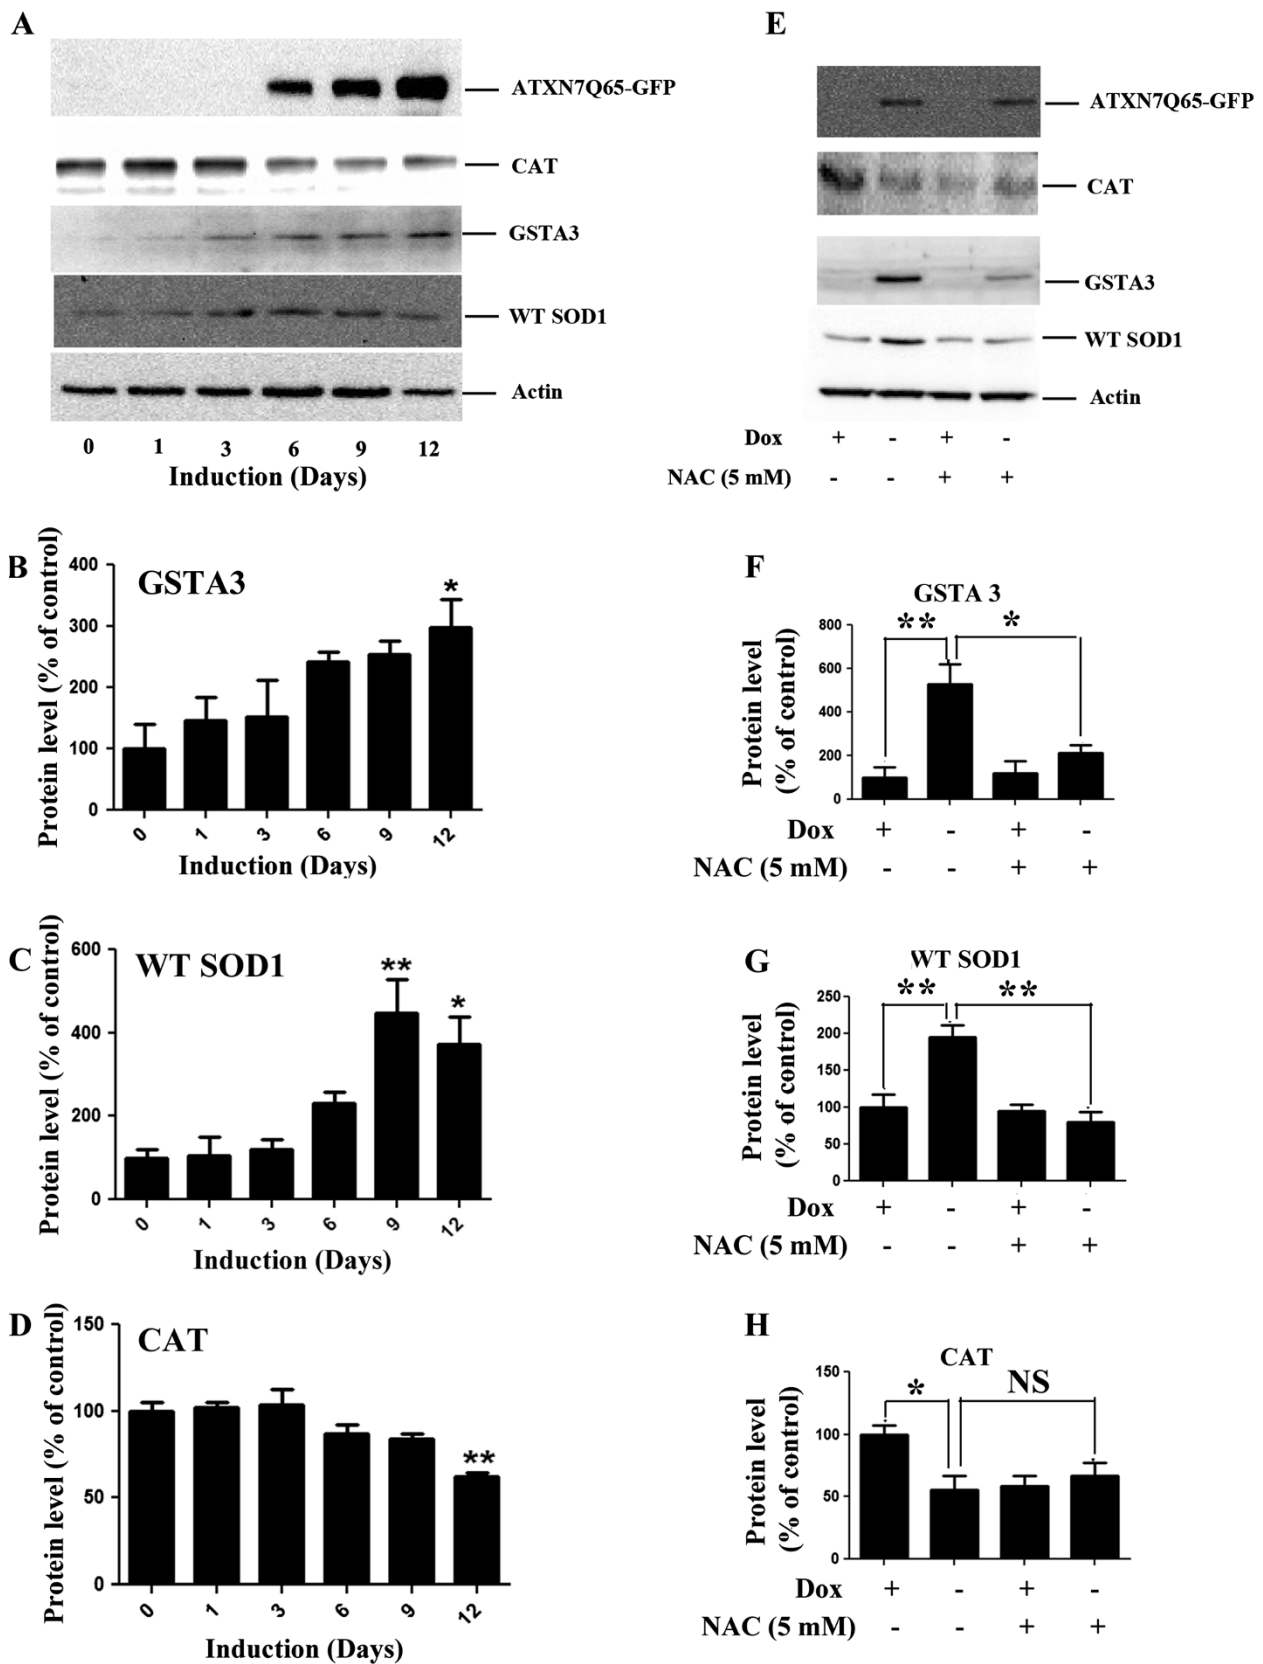 A
ATXN7Q65-GFP
CAT
GSTA3
WT SOD1
Actin
0 1 3 6 9 12
Induction (Days)
E
ATXN7Q65-GFP
CAT
GSTA3
WT SOD1
Actin
Dox + - + -
NAC (5 mM) - - + +
B
GSTA3
Protein level (% of control)
400
300
200
100
0
*
0 1 3 6 9 12
Induction (Days)
F
GSTA 3
Protein level
(% of control)
800
600
400
200
0
** *
Dox + - + -
NAC (5 mM) - - + +
C
WT SOD1
Protein level (% of control)
600
400
200
0
** *
0 1 3 6 9 12
Induction (Days)
G
WT SOD1
Protein level
(% of control)
250
200
150
100
50
0
** **
Dox + - + -
NAC (5 mM) - - + +
D
CAT
Protein level (% of control)
150
100
50
0
**
0 1 3 6 9 12
Induction (Days)
H
CAT
Protein level
(% of control)
150
100
50
0
* NS
Dox + - + -
NAC (5 mM) - - + +